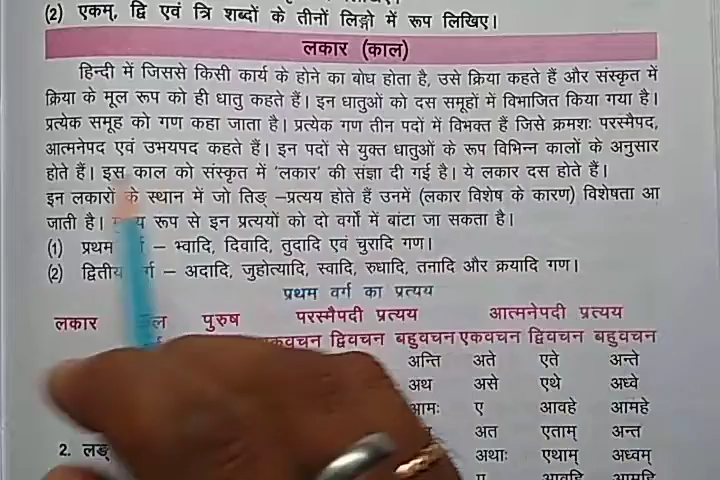 (2) एकम्, द्वि एवं त्रि शब्दों के तीनों लिङ्गो में रूप लिखिए।
लकार (काल)
हिन्दी में जिससे किसी कार्य के होने का बोध होता है, उसे क्रिया कहते हैं और संस्कृत में
क्रिया के मूल रूप को ही धातु कहते हैं। इन धातुओं को दस समूहों में विभाजित किया गया है।
प्रत्येक समूह को गण कहा जाता है। प्रत्येक गण तीन पदों में विभक्त हैं जिसे क्रमशः परस्मैपद,
आत्मनेपद एवं उभयपद कहते हैं। इन पदों से युक्त धातुओं के रूप विभिन्न कालों के अनुसार
होते हैं। इस काल को संस्कृत में 'लकार' की संज्ञा दी गई है। ये लकार दस होते हैं।
इन लकारों के स्थान में जो तिङ् –प्रत्यय होते हैं उनमें (लकार विशेष के कारण) विशेषता आ
जाती है। रूप से इन प्रत्ययों को दो वर्गो में बांटा जा सकता है।
(1) प्रथम – भ्वादि, दिवादि, तुदादि एवं चुरादि गण।
(2) द्वितीय – अदादि, जुहोत्यादि, स्वादि, रुधादि, तनादि और क्रयादि गण।
प्रथम वर्ग का प्रत्यय
लकार पुरुष परस्मैपदी प्रत्यय आत्मनेपदी प्रत्यय
द्विवचन बहुवचन एकवचन द्विवचन बहुवचन
अन्ति अते एते अन्ते
अथ असे एथे अध्वे
आमः ए आवहे आमहे
अत एताम् अन्त
2. लङ् अथाः एथाम् अध्वम्